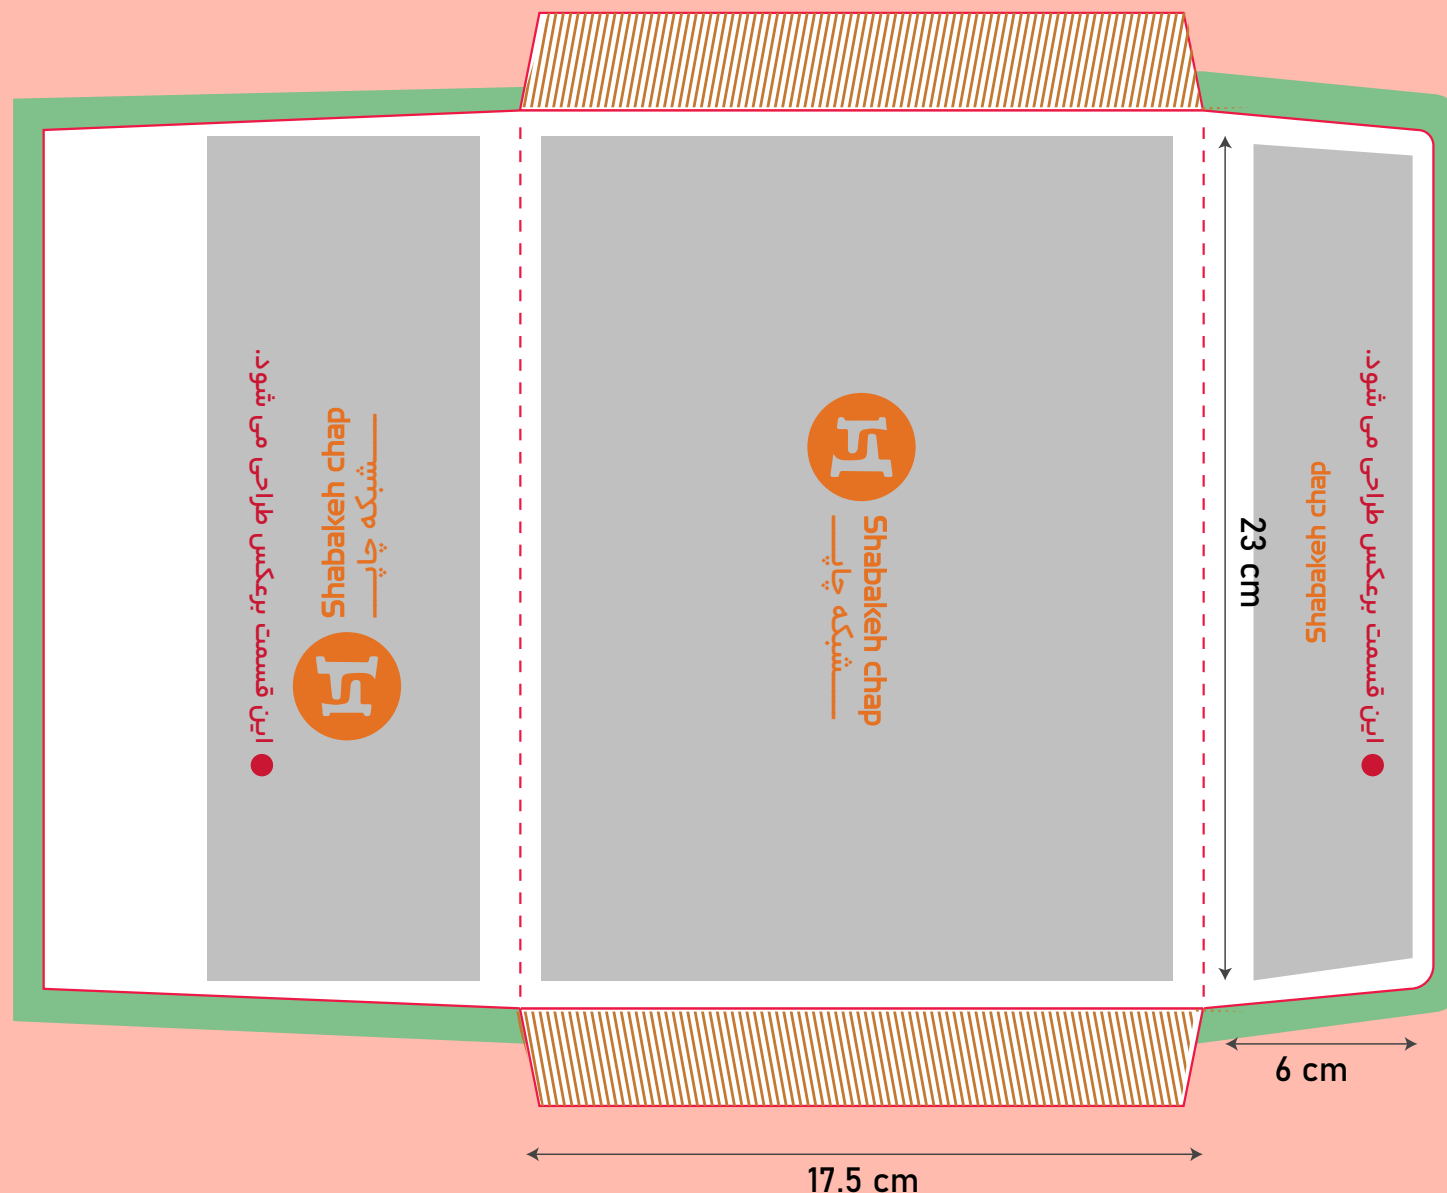 این قسمت برعکس طراحی می شود.
Shabakeh chap
شبکه چاپ
Shabakeh chap
شبکه چاپ
23 cm
Shabakeh chap
این قسمت برعکس طراحی می شود.
6 cm
17.5 cm